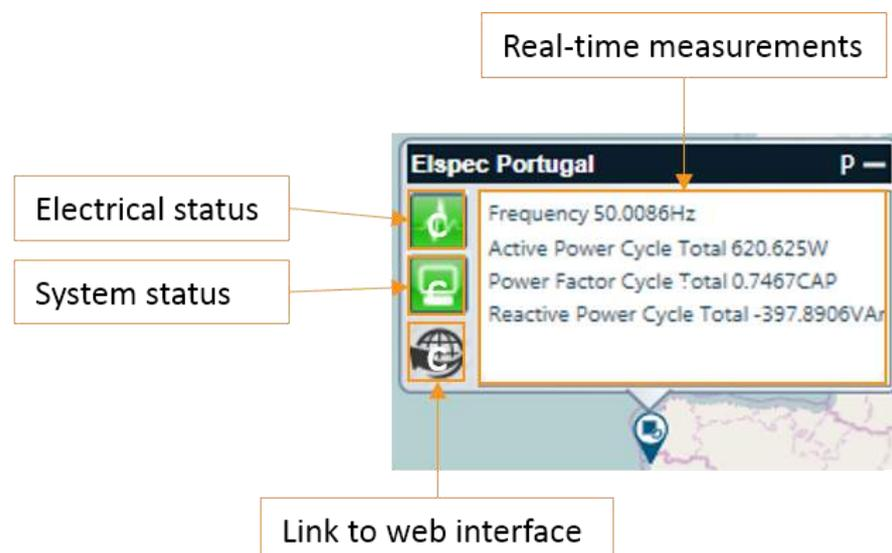 Real-time measurements
Elspec Portugal P
Electrical status
System status
C
C
C
Frequency 50.0086Hz
Active Power Cycle Total 620.625W
Power Factor Cycle Total 0.7467CAP
Reactive Power Cycle Total -397.8906VAr
Link to web interface